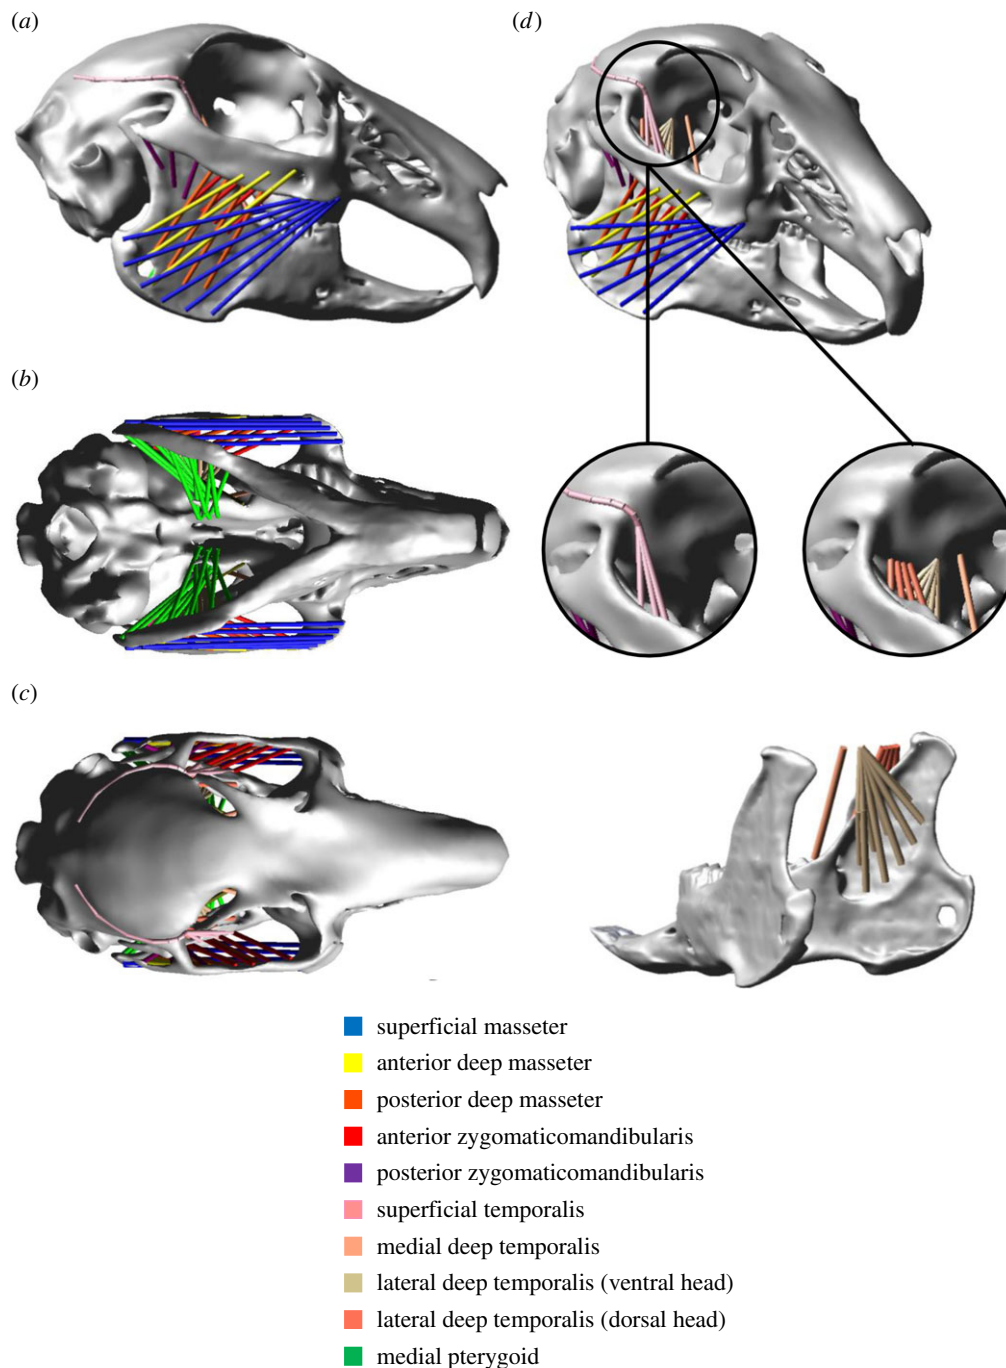 (a)
(d)
(b)
(c)
superficial masseter
anterior deep masseter
posterior deep masseter
anterior zygomaticomandibularis
posterior zygomaticomandibularis
superficial temporalis
medial deep temporalis
lateral deep temporalis (ventral head)
lateral deep temporalis (dorsal head)
medial pterygoid